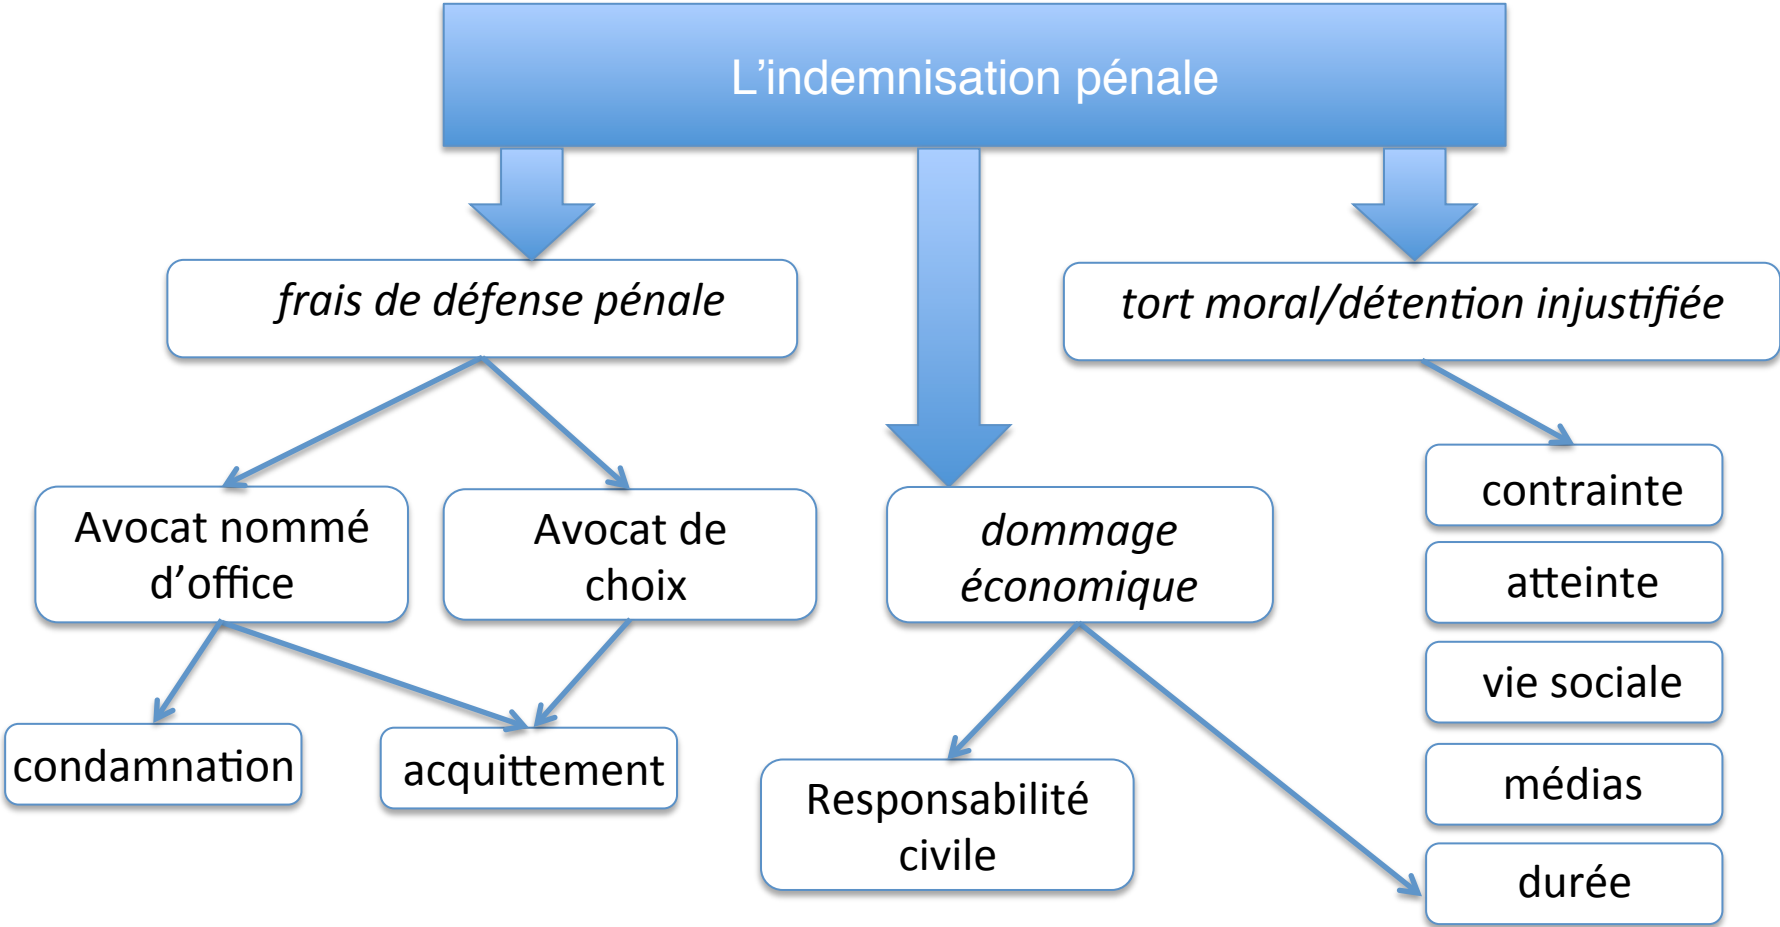 L’indemnisation pénale
frais de défense pénale
tort moral/détention injustifiée
Avocat nommé
d’office
Avocat de
choix
dommage
économique
contrainte
atteinte
vie sociale
médias
durée
condamnation
acquittement
Responsabilité
civile